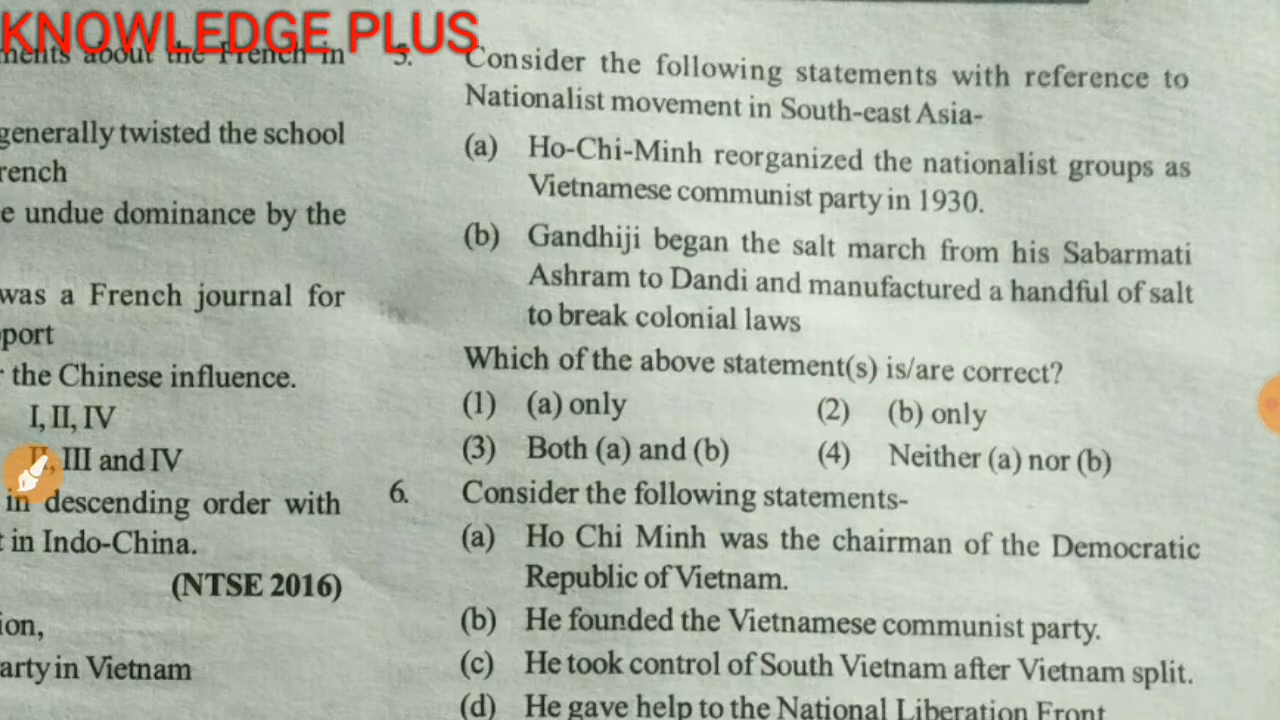 KNOWLEDGE PLUS
ments about the French in
generally twisted the school
rench
e undue dominance by the
was a French journal for
port
the Chinese influence.
I, II, IV
II, III and IV
in descending order with
t in Indo-China.
(NTSE 2016)
ion,
arty in Vietnam
5. Consider the following statements with reference to
Nationalist movement in South-east Asia-
(a) Ho-Chi-Minh reorganized the nationalist groups as
Vietnamese communist party in 1930.
(b) Gandhiji began the salt march from his Sabarmati
Ashram to Dandi and manufactured a handful of salt
to break colonial laws
Which of the above statement(s) is/are correct?
(1) (a) only (2) (b) only
(3) Both (a) and (b) (4) Neither (a) nor (b)
6. Consider the following statements-
(a) Ho Chi Minh was the chairman of the Democratic
Republic of Vietnam.
(b) He founded the Vietnamese communist party.
(c) He took control of South Vietnam after Vietnam split.
(d) He gave help to the National Liberation Front